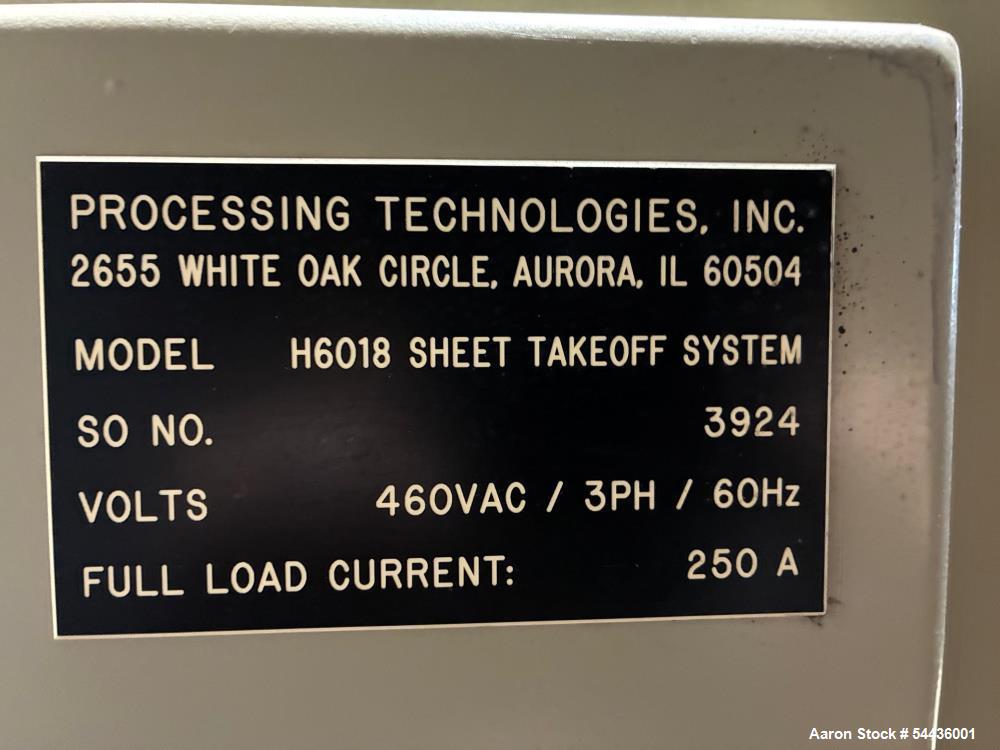 PROCESSING TECHNOLOGIES, INC.
2655 WHITE OAK CIRCLE, AURORA, IL 60504
MODEL H6018 SHEET TAKEOFF SYSTEM
SO NO. 3924
VOLTS 460VAC / 3PH / 60Hz
FULL LOAD CURRENT: 250 A
Aaron Stock # 54436001